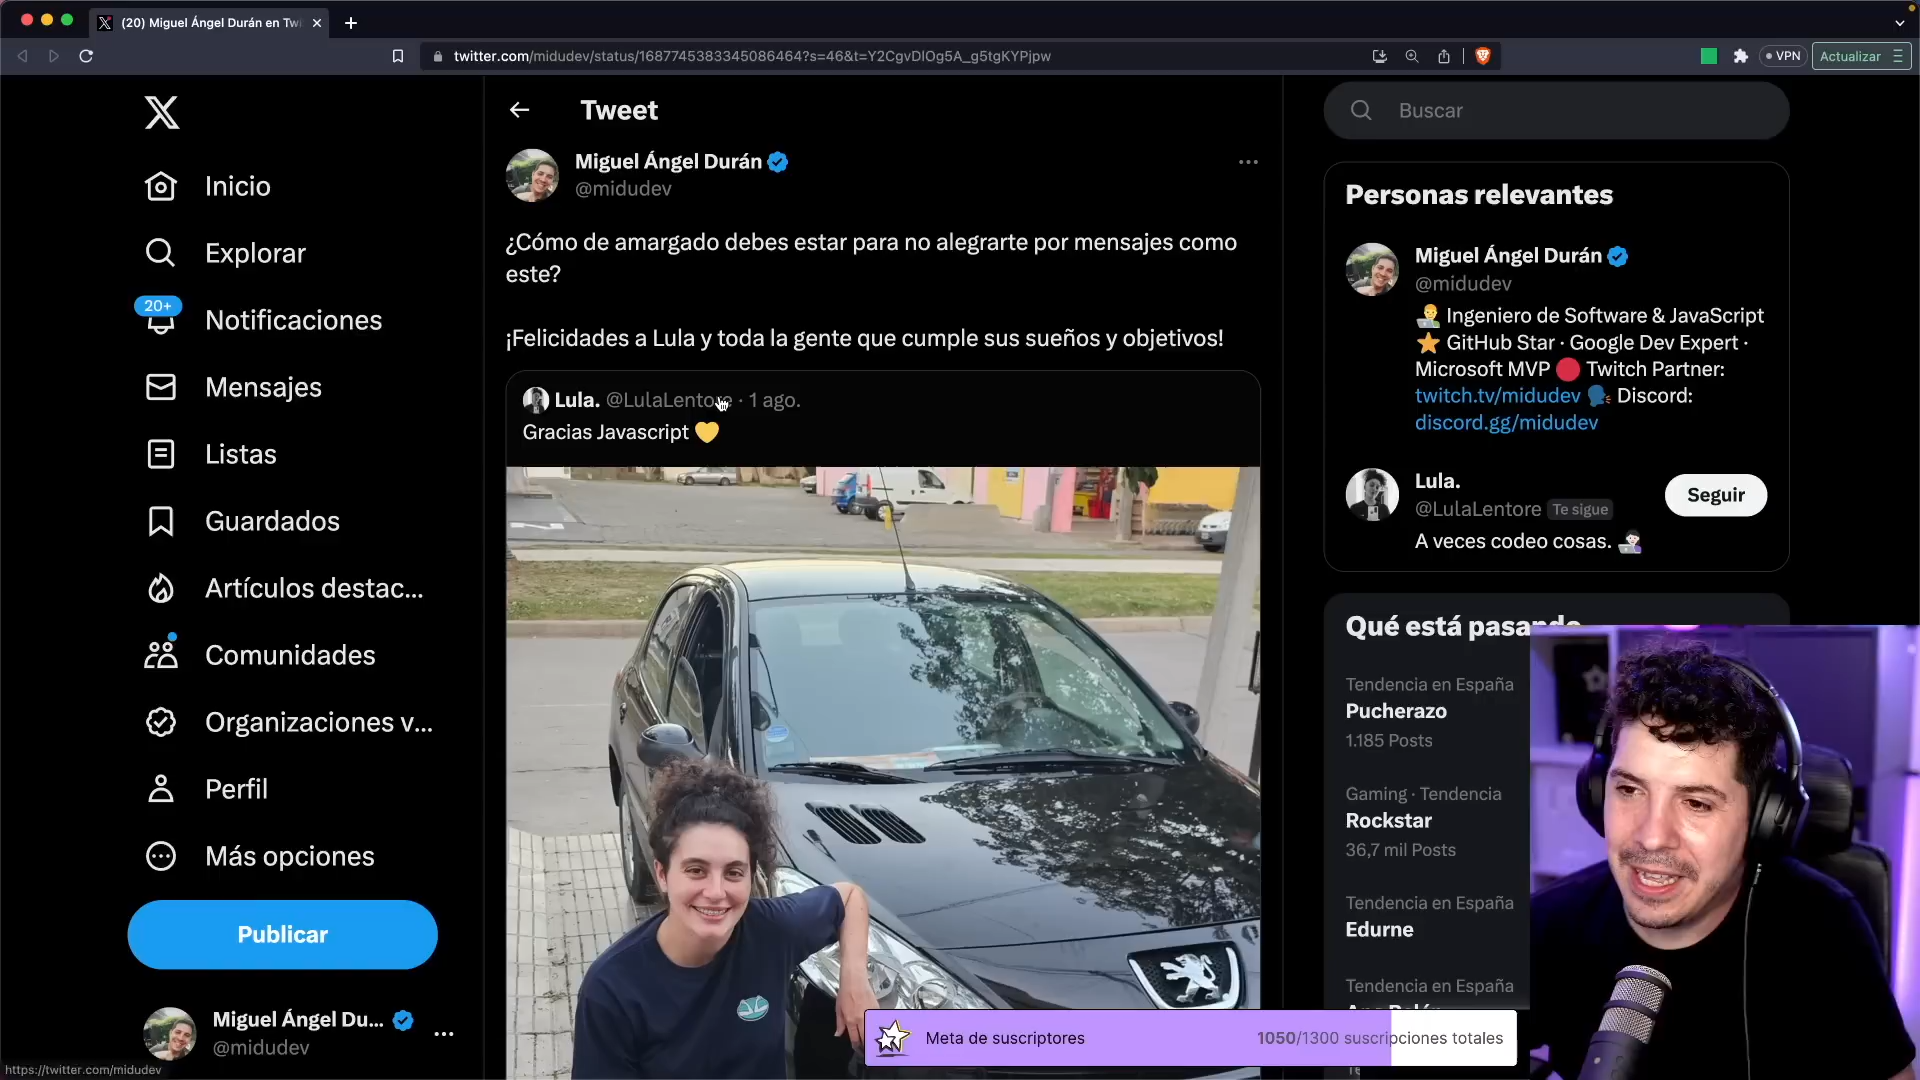 (20) Miguel Ángel Durán en Twi
twitter.com/midudev/status/1687745383345086464?s=46&t=Y2CgvDlOg5A_g5tgKYPjpw
VPN
Actualizar
Inicio
Explorar
20+
Notificaciones
Mensajes
Listas
Guardados
Artículos destac...
Comunidades
Organizaciones v...
Perfil
Más opciones
Publicar
Miguel Ángel Du...
@midudev
https://twitter.com/midudev
Tweet
Miguel Ángel Durán
@midudev
¿Cómo de amargado debes estar para no alegrarte por mensajes como
este?
¡Felicidades a Lula y toda la gente que cumple sus sueños y objetivos!
Lula. @LulaLentore · 1 ago.
Gracias Javascript 💛
Meta de suscriptores
1050/1300 suscripciones totales
Buscar
Personas relevantes
Miguel Ángel Durán
@midudev
👨‍💻 Ingeniero de Software & JavaScript
⭐ GitHub Star · Google Dev Expert ·
Microsoft MVP 🔴 Twitch Partner:
twitch.tv/midudev 🗣 Discord:
discord.gg/midudev
Lula.
@LulaLentore Te sigue
Seguir
A veces codeo cosas. 👩🏻‍💻
Qué está pasando
Tendencia en España
Pucherazo
1.185 Posts
Gaming · Tendencia
Rockstar
36,7 mil Posts
Tendencia en España
Edurne
Tendencia en España